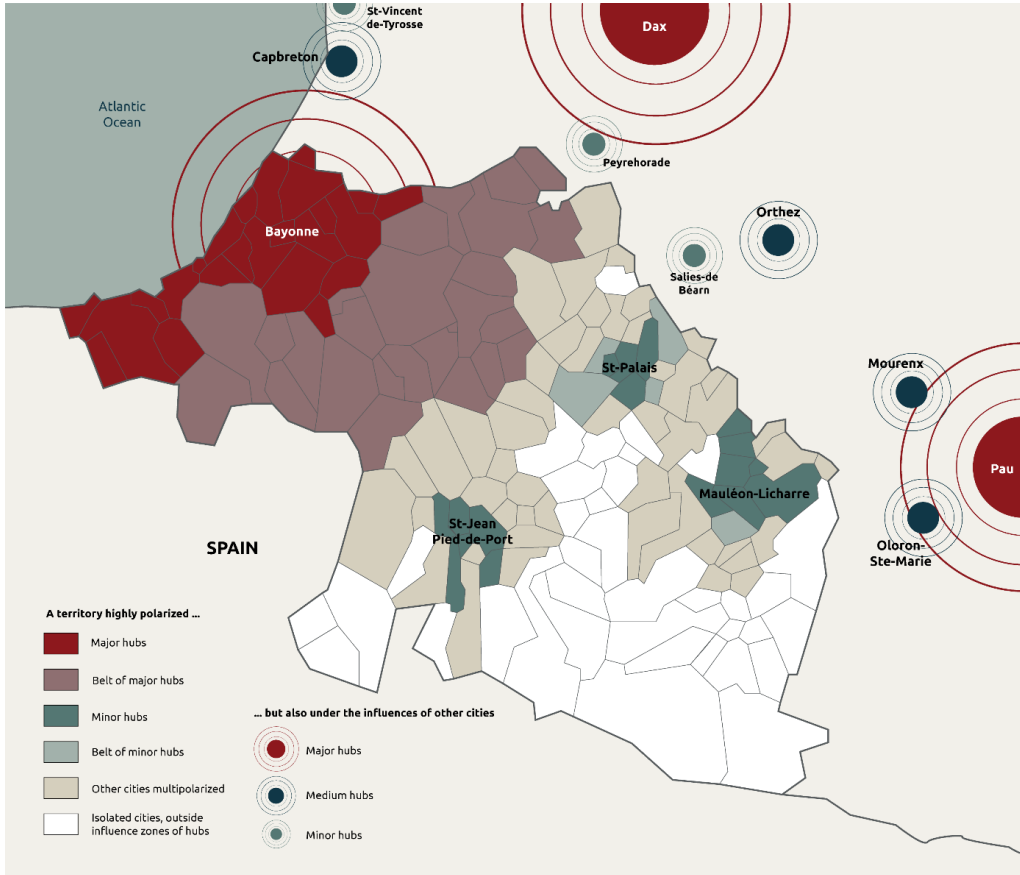 St-Vincent
de-Tyrosse
Dax
Capbreton
Atlantic
Ocean
Peyrehorade
Bayonne
Orthez
Salies-de
Béarn
St-Palais
Mourenx
Pau
Mauléon-Licharre
St-Jean
Pied-de-Port
SPAIN
Oloron-
Ste-Marie
A territory highly polarized ...
Major hubs
Belt of major hubs
Minor hubs
Belt of minor hubs
Other cities multipolarized
Isolated cities, outside
influence zones of hubs
... but also under the influences of other cities
Major hubs
Medium hubs
Minor hubs